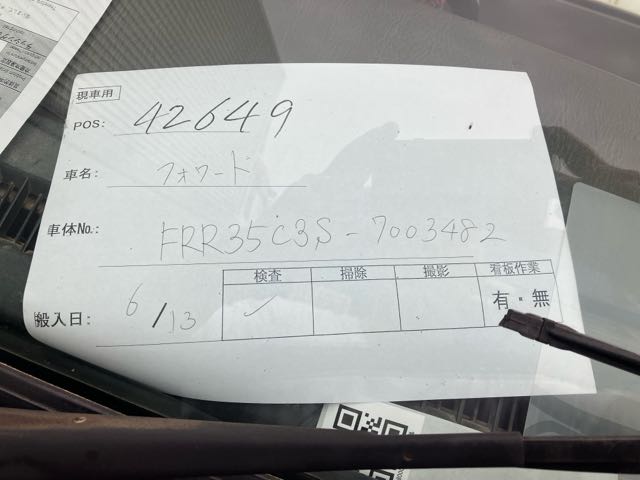 現車用
POS: 42649
車名: フォワード
車体No.: FRR35C3S-7003482
検査 掃除 撮影 看板作業
搬入日: 6/13 ✓ 有・無